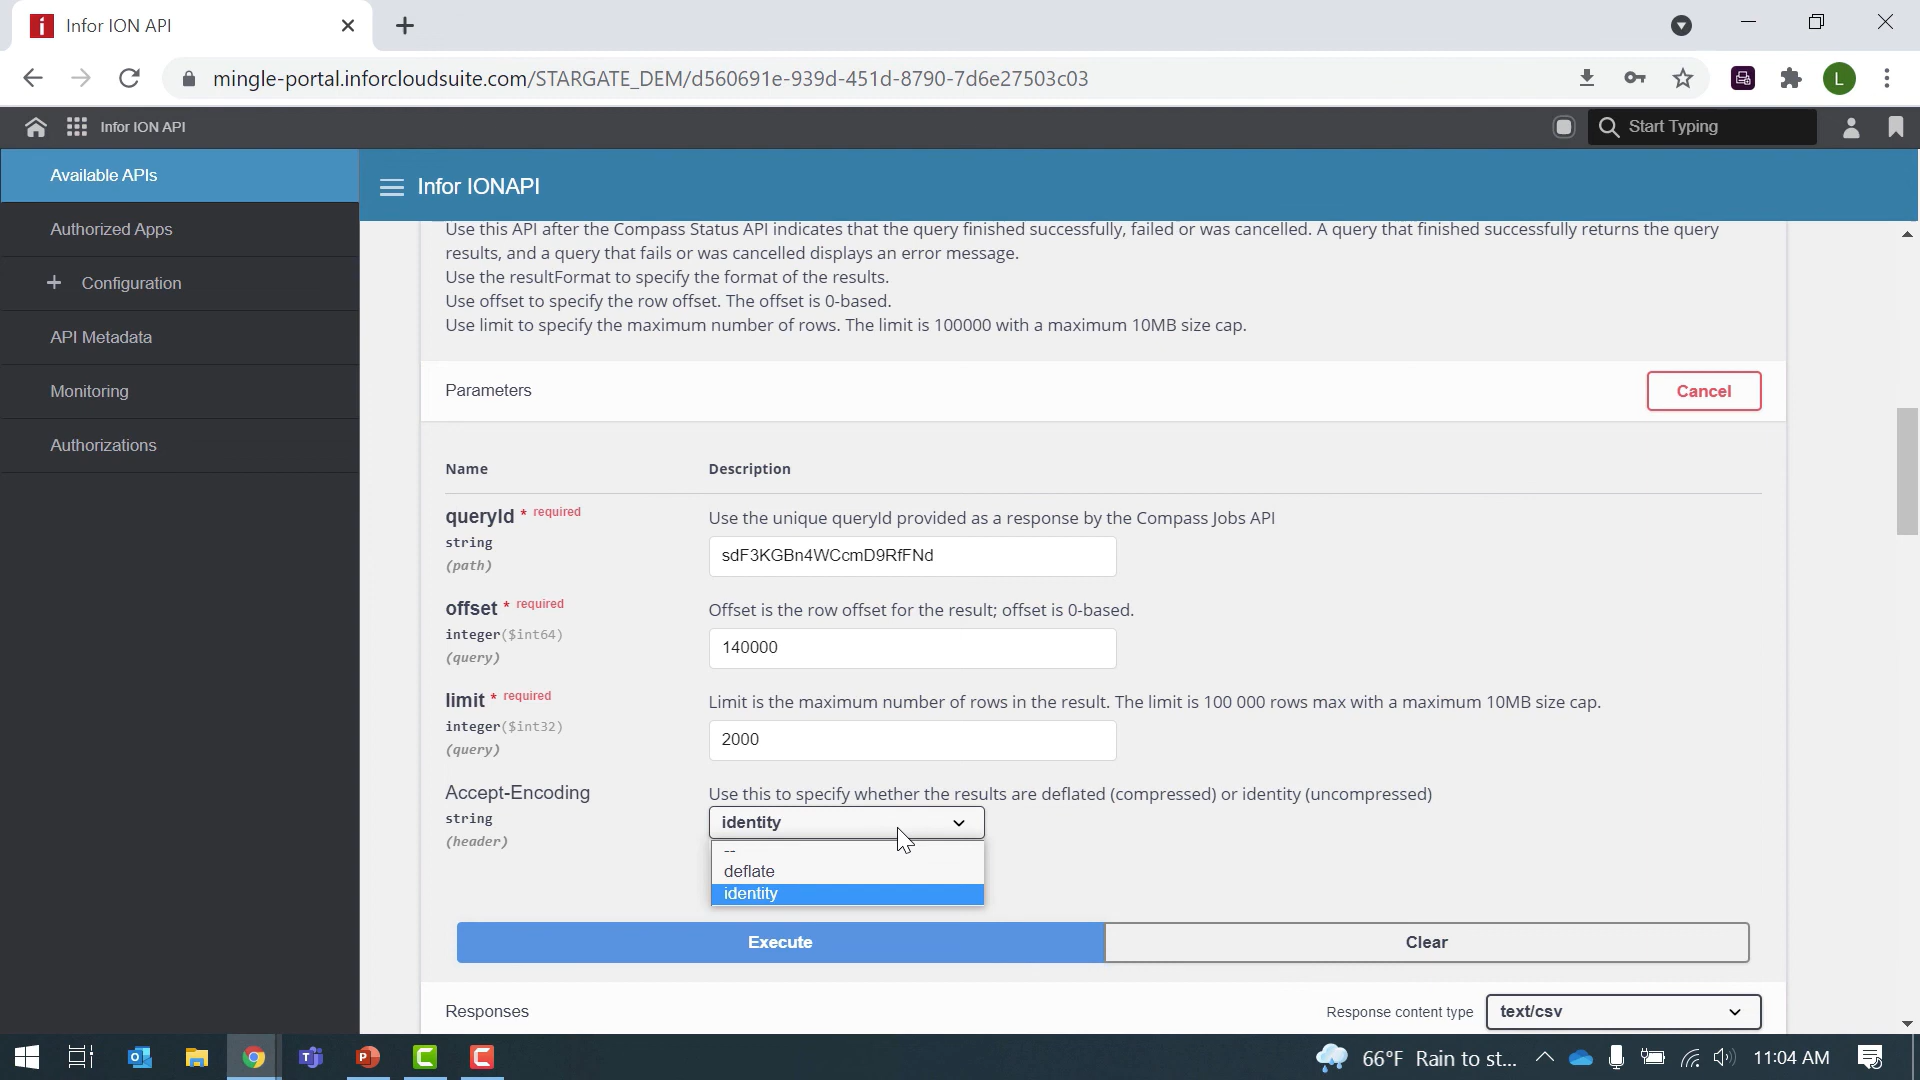 Infor ION API
mingle-portal.inforcloudsuite.com/STARGATE_DEM/d560691e-939d-451d-8790-7d6e27503c03
L
Infor ION API
Start Typing
Available APIs
Authorized Apps
Configuration
API Metadata
Monitoring
Authorizations
Infor IONAPI
Use this API after the Compass Status API indicates that the query finished successfully, failed or was cancelled. A query that finished successfully returns the query
results, and a query that fails or was cancelled displays an error message.
Use the resultFormat to specify the format of the results.
Use offset to specify the row offset. The offset is 0-based.
Use limit to specify the maximum number of rows. The limit is 100000 with a maximum 10MB size cap.
Parameters
Cancel
Name Description
queryId * required
string
(path)
Use the unique queryId provided as a response by the Compass Jobs API
sdF3KGBn4WCcmD9RfFNd
offset * required
integer($int64)
(query)
Offset is the row offset for the result; offset is 0-based.
140000
limit * required
integer($int32)
(query)
Limit is the maximum number of rows in the result. The limit is 100 000 rows max with a maximum 10MB size cap.
2000
Accept-Encoding
string
(header)
Use this to specify whether the results are deflated (compressed) or identity (uncompressed)
identity
--
deflate
identity
Execute
Clear
Responses
Response content type
text/csv
66°F Rain to st...
11:04 AM